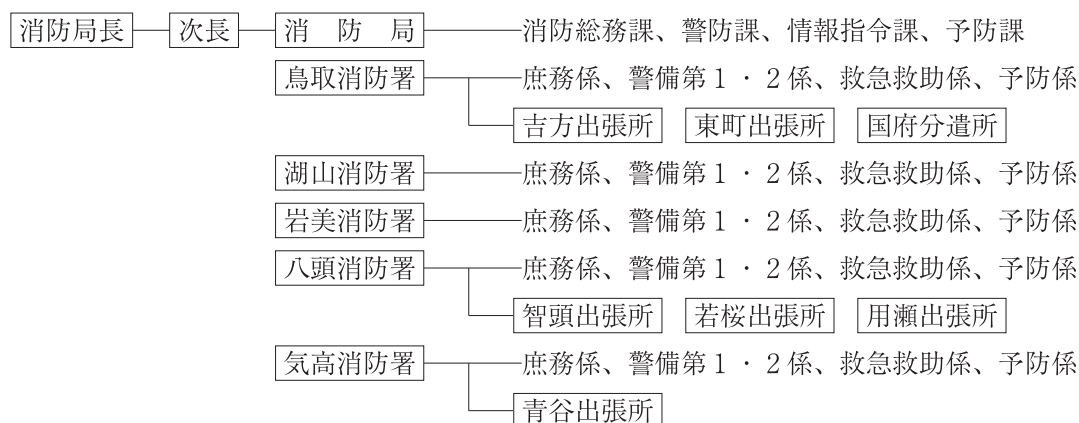 消防局長 次長 消防局 消防総務課、警防課、情報指令課、予防課
鳥取消防署 庶務係、警備第1・2係、救急救助係、予防係
吉方出張所 東町出張所 国府分遣所
湖山消防署 庶務係、警備第1・2係、救急救助係、予防係
岩美消防署 庶務係、警備第1・2係、救急救助係、予防係
八頭消防署 庶務係、警備第1・2係、救急救助係、予防係
智頭出張所 若桜出張所 用瀬出張所
気高消防署 庶務係、警備第1・2係、救急救助係、予防係
青谷出張所